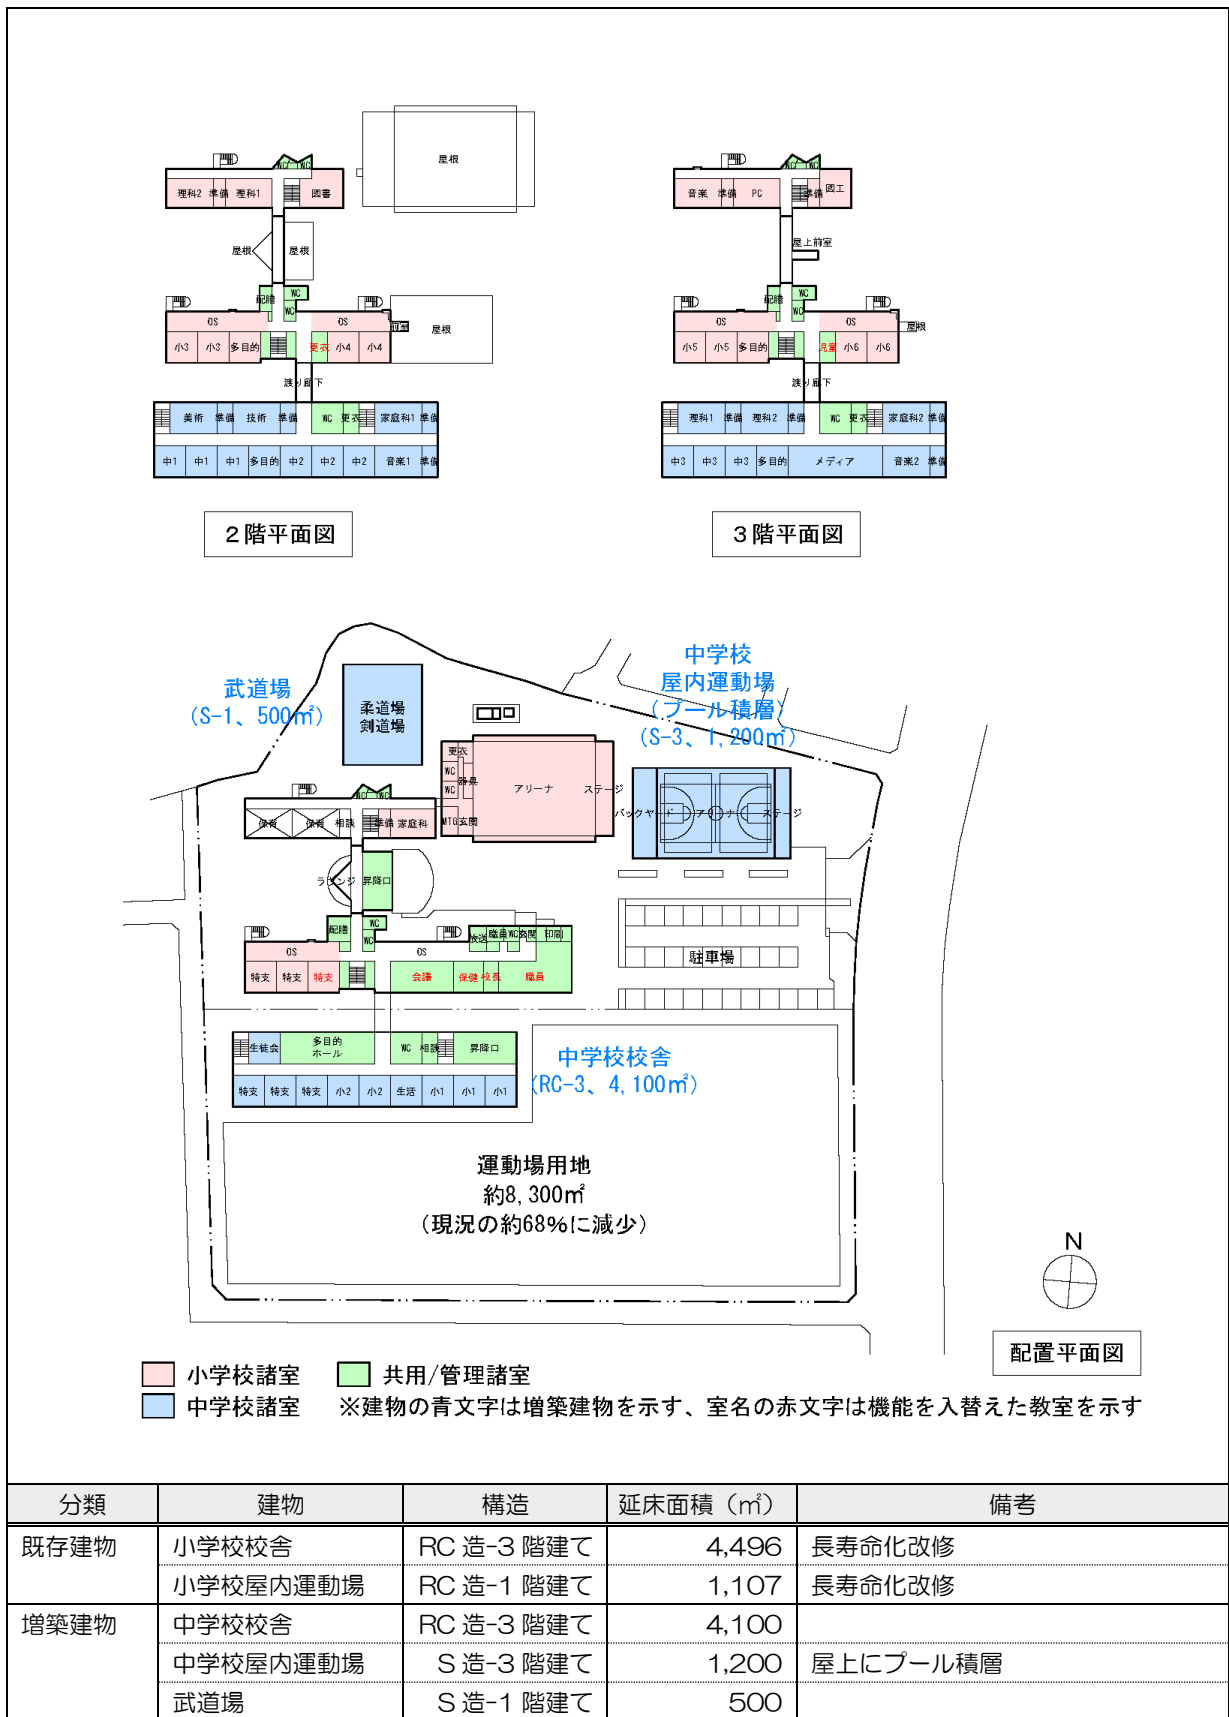 屋根
WC WC
理科2 準備 理科1 図書
屋根 屋根
配膳 WC
WC
OS OS 前室 屋根
小3 小3 多目的 更衣 小4 小4
渡り廊下
美術 準備 技術 準備 WC 更衣 家庭科1 準備
中1 中1 中1 多目的 中2 中2 中2 音楽1 準備
2階平面図
WC WC
音楽 準備 PC 準備 図工
屋上前室
配膳 WC
WC
OS OS 屋根
小5 小5 多目的 児童 小6 小6
渡り廊下
理科1 準備 理科2 準備 WC 更衣 家庭科2 準備
中3 中3 中3 多目的 メディア 音楽2 準備
3階平面図
武道場
(S-1、500㎡)
柔道場
剣道場
中学校
屋内運動場
(プール積層)
(S-3、1,200㎡)
更衣
WC
WC
器具
アリーナ ステージ
MTG 玄関
バックヤード アリーナ ステージ
WC WC
保育 保育 相談 準備 家庭科
ラウンジ 昇降口
配膳 WC
WC
放送 職員 WC 玄関 印刷
OS OS
特支 特支 特支 会議 保健 校長 職員
駐車場
生徒会 多目的
ホール
WC 相談 昇降口
特支 特支 特支 小2 小2 生活 小1 小1 小1
中学校校舎
(RC-3、4,100㎡)
運動場用地
約8,300㎡
(現況の約68%に減少)
N
配置平面図
小学校諸室 共用/管理諸室
中学校諸室 ※建物の青文字は増築建物を示す、室名の赤文字は機能を入替えた教室を示す
分類 建物 構造 延床面積（㎡） 備考
既存建物 小学校校舎 RC造-3階建て 4,496 長寿命化改修
小学校屋内運動場 RC造-1階建て 1,107 長寿命化改修
増築建物 中学校校舎 RC造-3階建て 4,100
中学校屋内運動場 S造-3階建て 1,200 屋上にプール積層
武道場 S造-1階建て 500